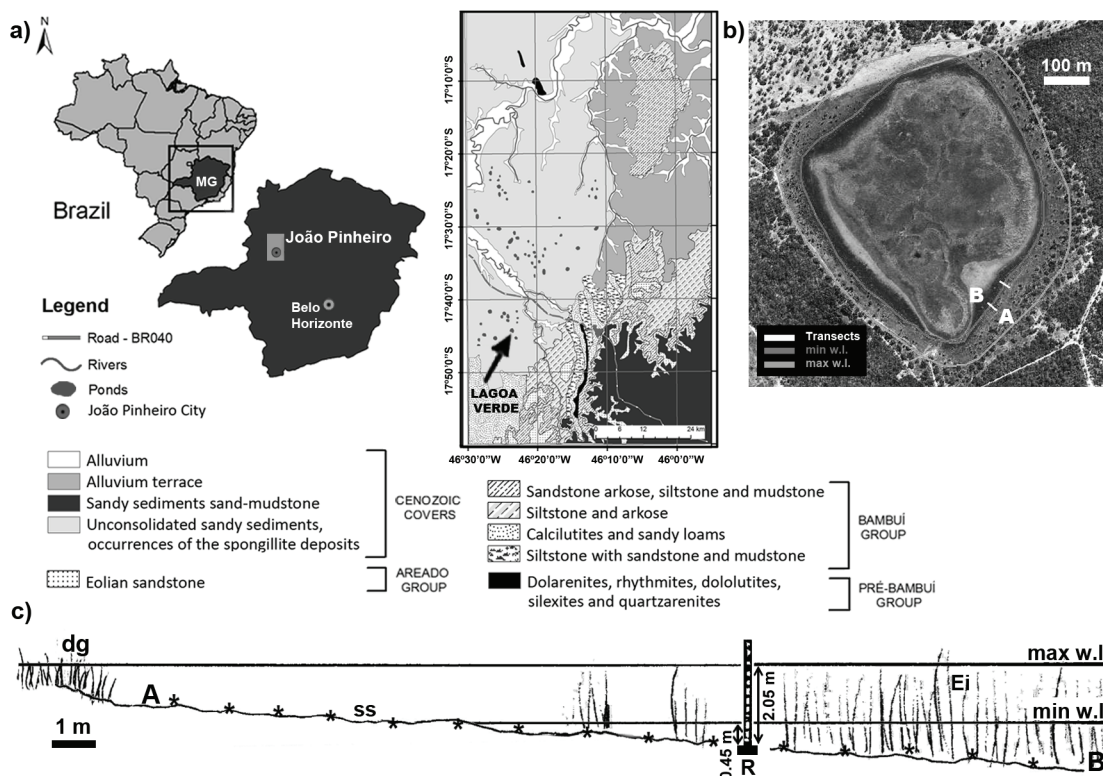 a)
N
MG
Brazil
João Pinheiro
Belo
Horizonte
Legend
Road - BR040
Rivers
Ponds
João Pinheiro City
17°10'0"S
17°20'0"S
17°30'0"S
17°40'0"S
17°50'0"S
LAGOA
VERDE
0 6 12 24 km
46°30'0"W 46°20'0"W 46°10'0"W 46°0'0"W
b)
100 m
B
A
Transects
min w.l.
max w.l.
Alluvium
Alluvium terrace
Sandy sediments sand-mudstone
Unconsolidated sandy sediments,
occurrences of the spongillite deposits
CENOZOIC
COVERS
Eolian sandstone
AREADO
GROUP
Sandstone arkose, siltstone and mudstone
Siltstone and arkose
Calcilutites and sandy loams
Siltstone with sandstone and mudstone
BAMBUÍ
GROUP
Dolarenites, rhythmites, dololutites,
silexites and quartzarenites
PRÉ-BAMBUÍ
GROUP
c)
dg
A
ss
1 m
0.45 m
2.05 m
R
Ei
max w.l
min w.l
B